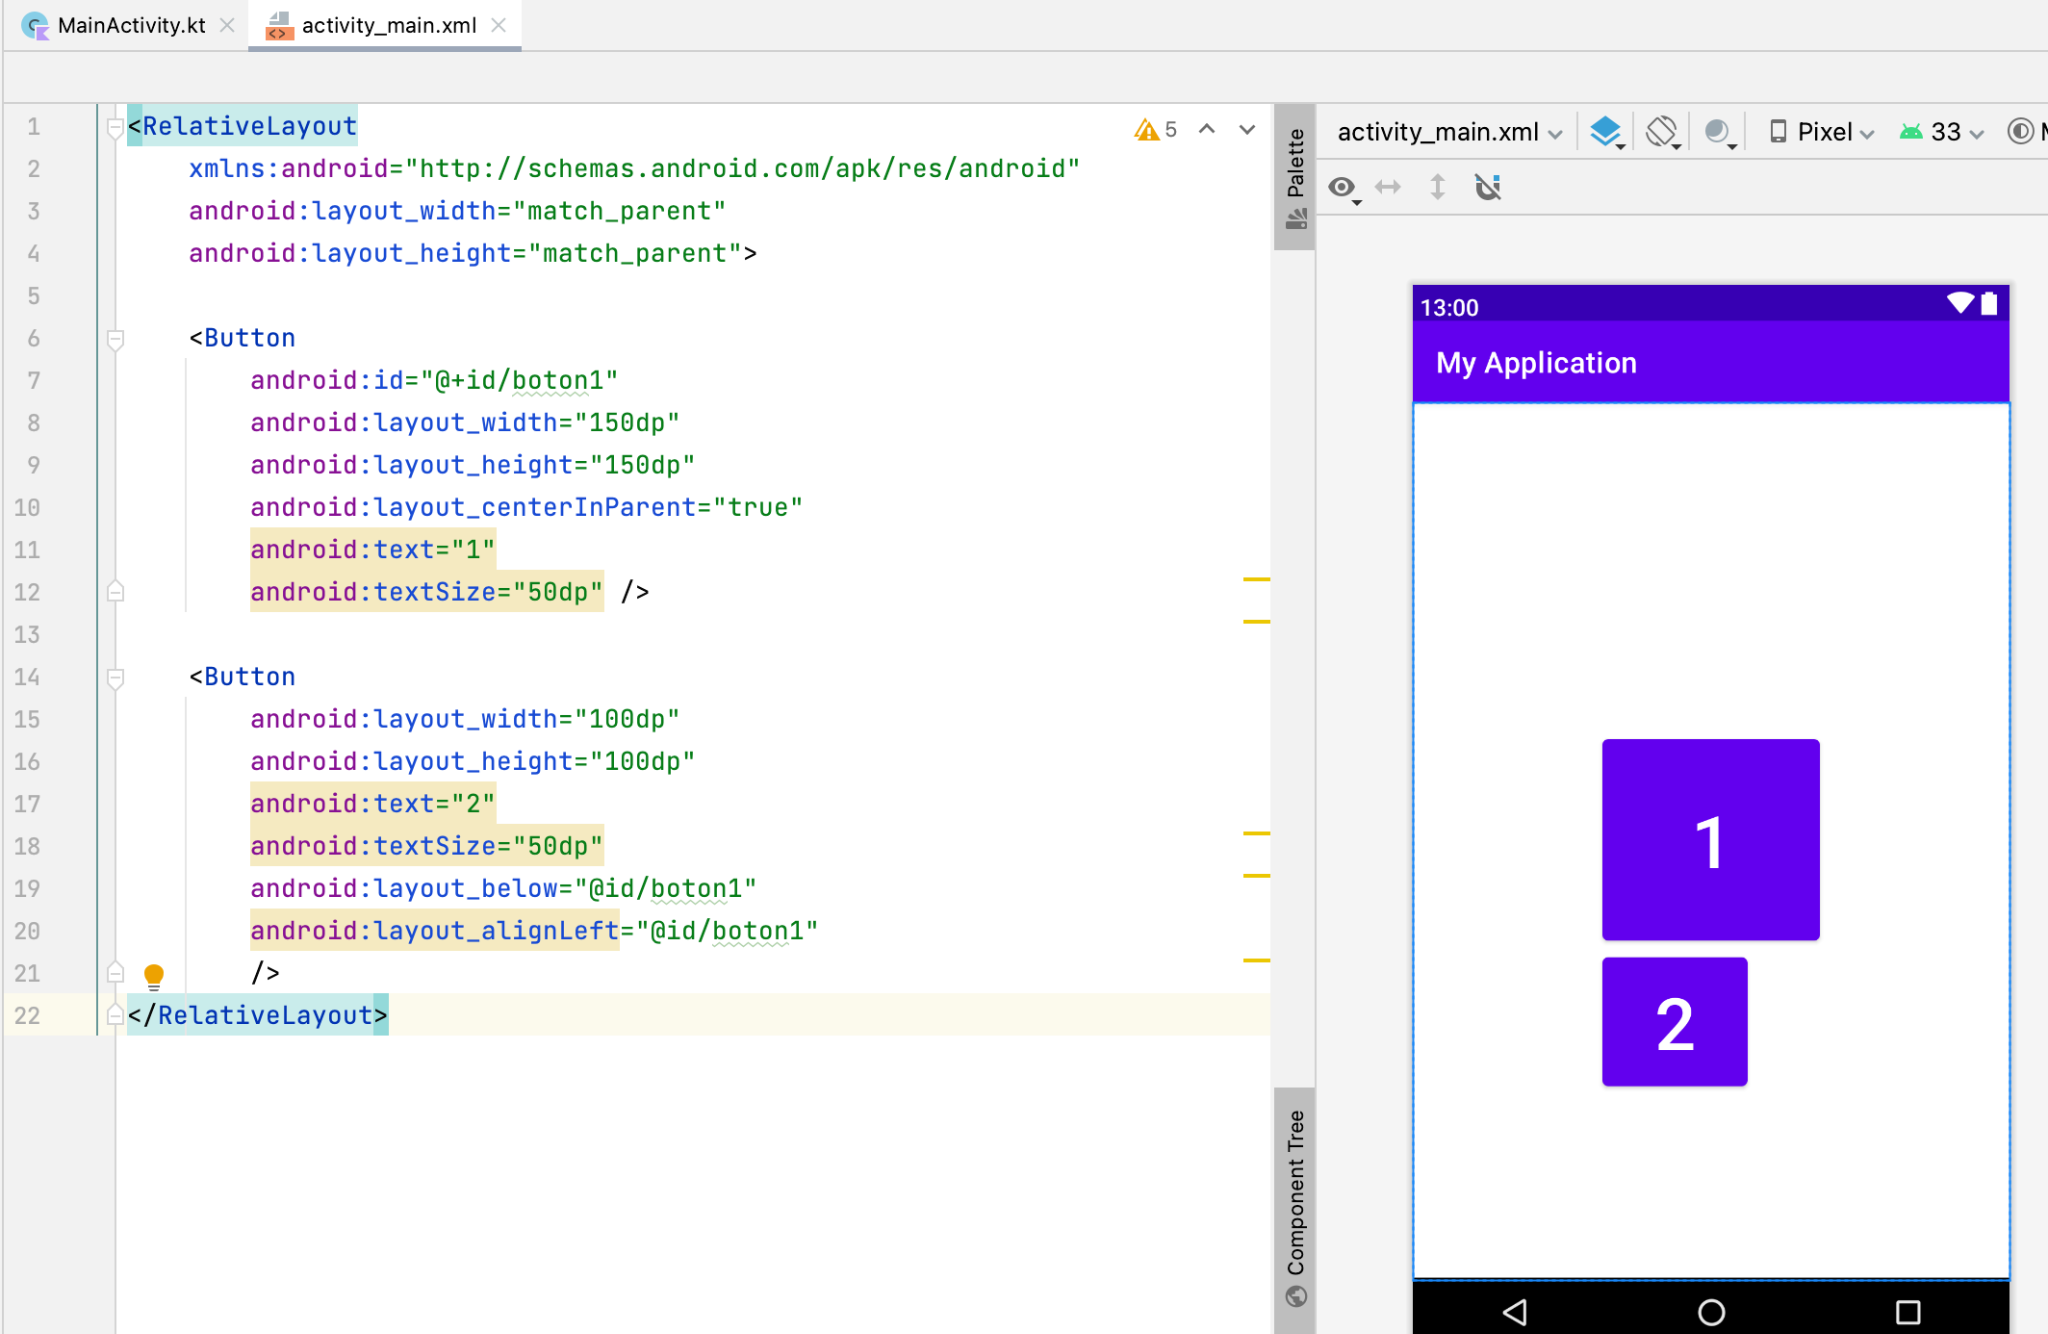 MainActivity.kt
activity_main.xml
1 <RelativeLayout
2 xmlns:android="http://schemas.android.com/apk/res/android"
3 android:layout_width="match_parent"
4 android:layout_height="match_parent">
5
6 <Button
7 android:id="@+id/boton1"
8 android:layout_width="150dp"
9 android:layout_height="150dp"
10 android:layout_centerInParent="true"
11 android:text="1"
12 android:textSize="50dp" />
13
14 <Button
15 android:layout_width="100dp"
16 android:layout_height="100dp"
17 android:text="2"
18 android:textSize="50dp"
19 android:layout_below="@id/boton1"
20 android:layout_alignLeft="@id/boton1"
21 />
22 </RelativeLayout>
5
Palette
Component Tree
activity_main.xml
Pixel
33
M
13:00
My Application
1
2